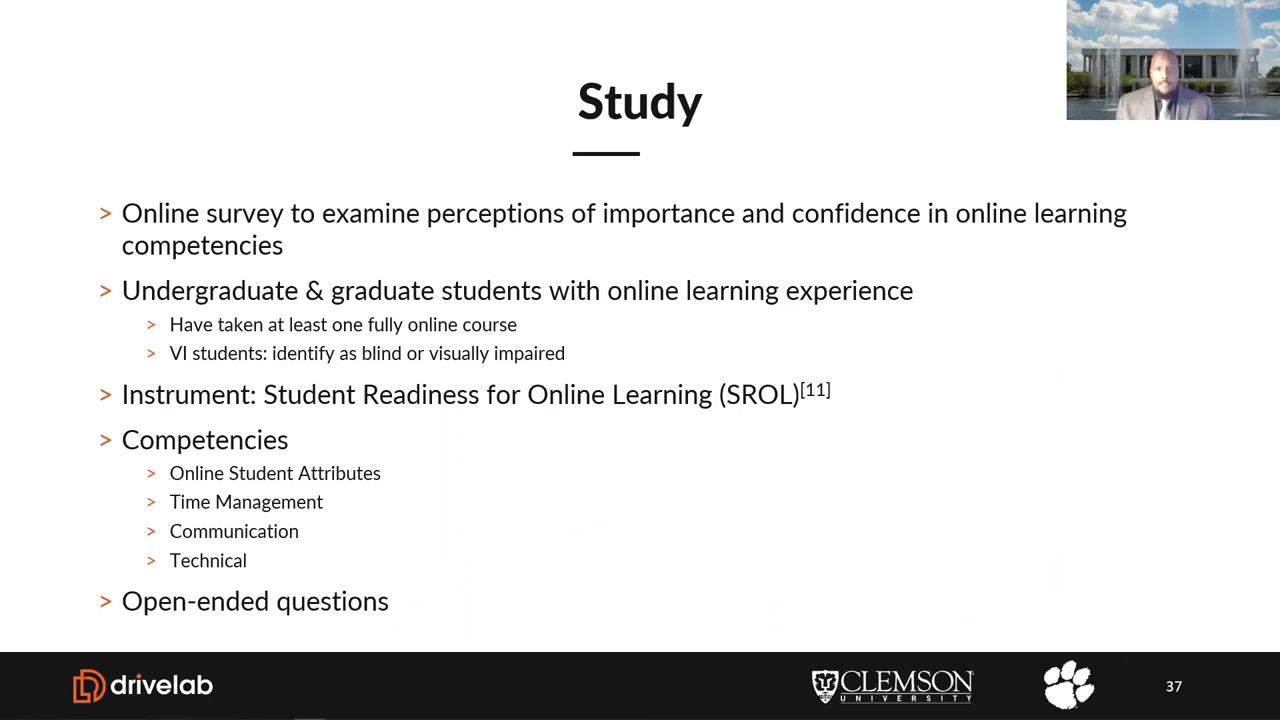 Study
> Online survey to examine perceptions of importance and confidence in online learning
competencies
> Undergraduate & graduate students with online learning experience
> Have taken at least one fully online course
> VI students: identify as blind or visually impaired
> Instrument: Student Readiness for Online Learning (SROL)[11]
> Competencies
> Online Student Attributes
> Time Management
> Communication
> Technical
> Open-ended questions
drivelab
CLEMSON
UNIVERSITY
37